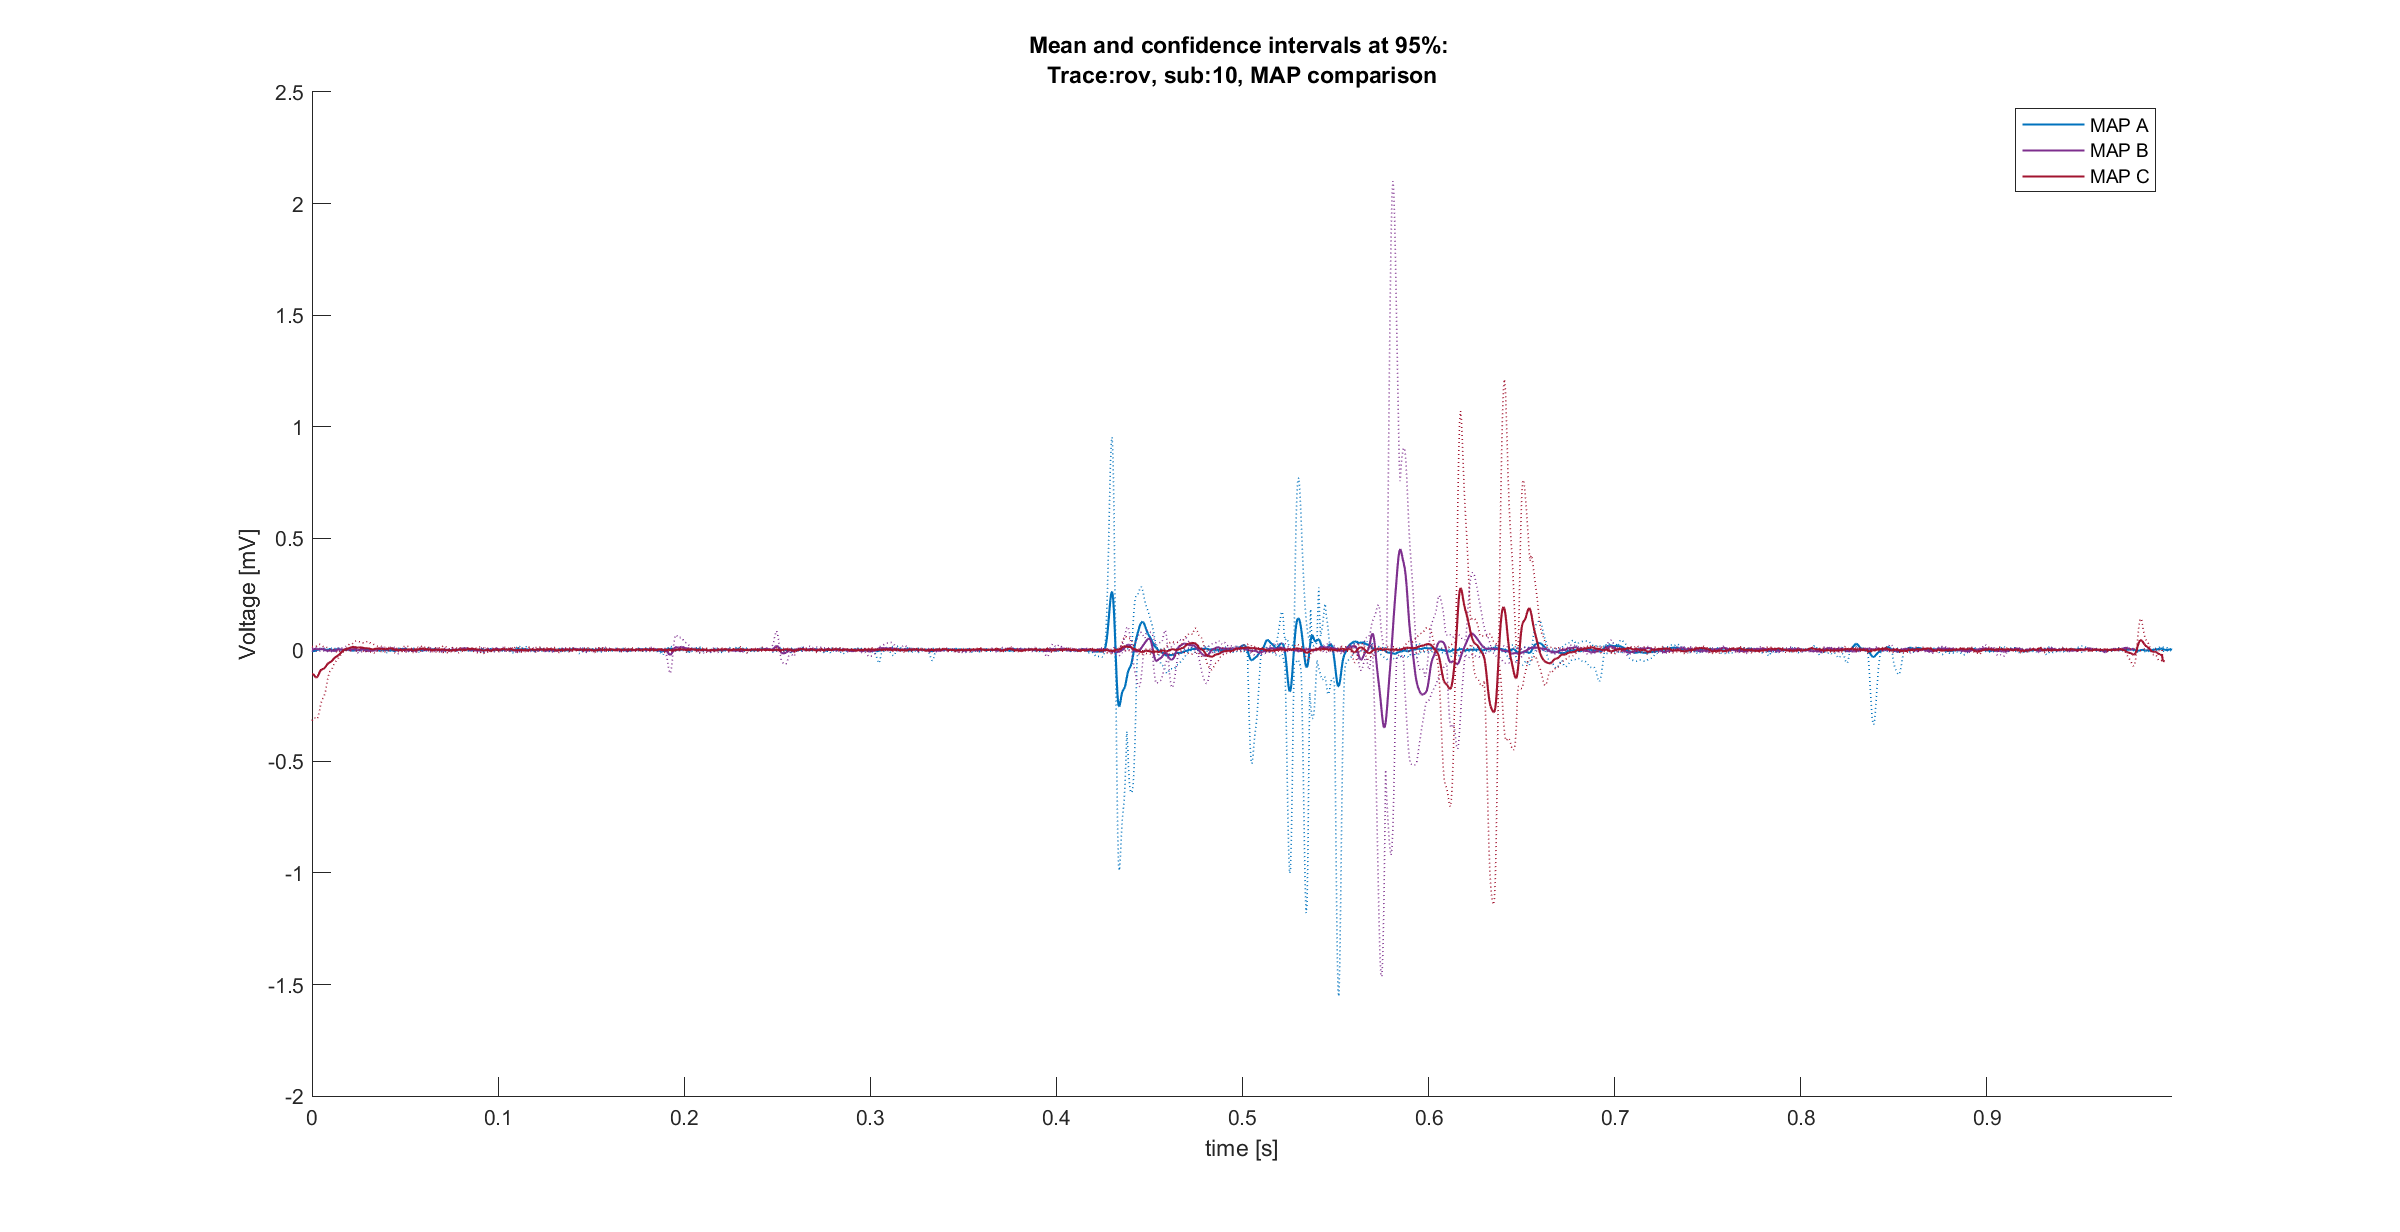 Mean and confidence intervals at 95%:
Trace:rov, sub:10, MAP comparison
2.5
2
1.5
1
0.5
0
-0.5
-1
-1.5
-2
Voltage [mV]
MAP A
MAP B
MAP C
0 0.1 0.2 0.3 0.4 0.5 0.6 0.7 0.8 0.9
time [s]